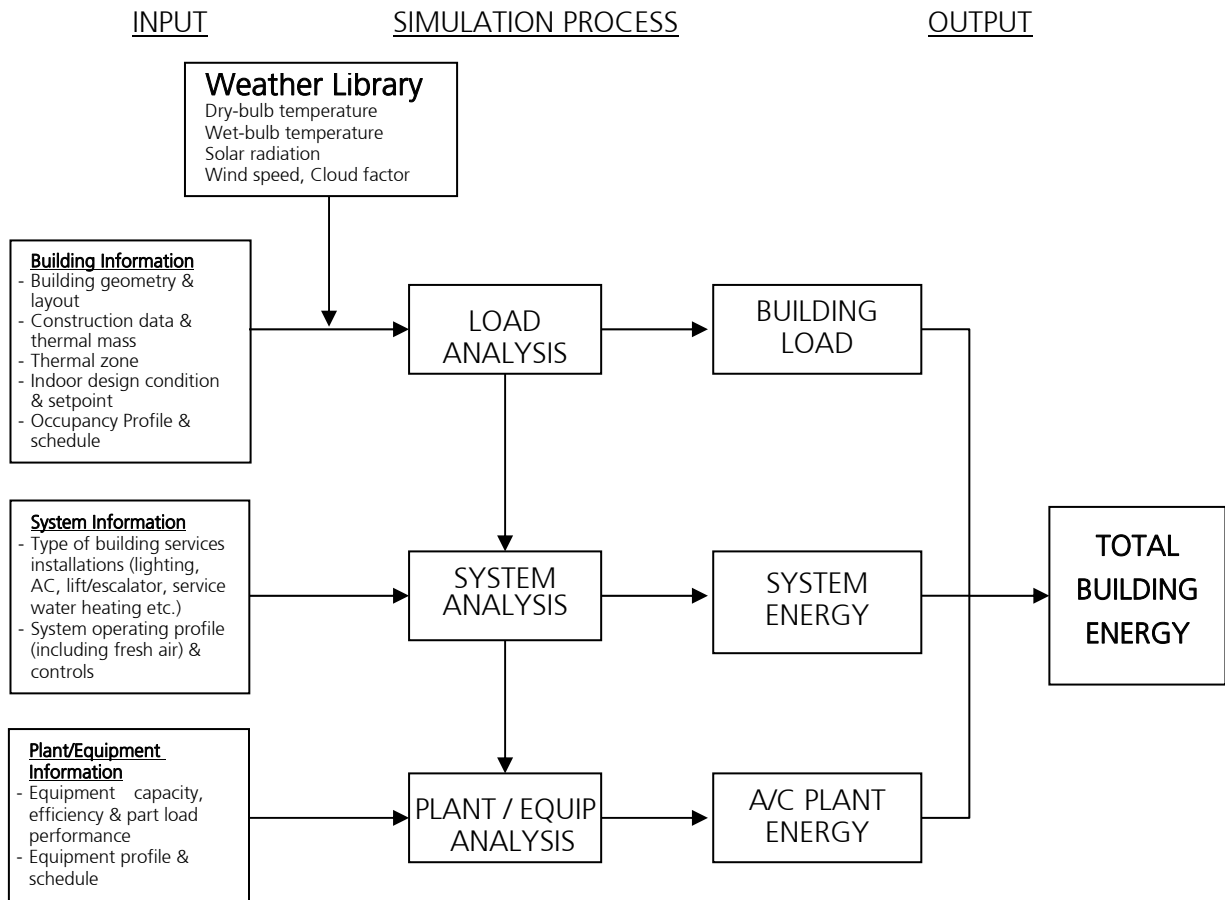 INPUT
SIMULATION PROCESS
OUTPUT
Weather Library
Dry-bulb temperature
Wet-bulb temperature
Solar radiation
Wind speed, Cloud factor
Building Information
- Building geometry &
layout
- Construction data &
thermal mass
- Thermal zone
- Indoor design condition
& setpoint
- Occupancy Profile &
schedule
LOAD
ANALYSIS
BUILDING
LOAD
System Information
- Type of building services
installations (lighting,
AC, lift/escalator, service
water heating etc.)
- System operating profile
(including fresh air) &
controls
SYSTEM
ANALYSIS
SYSTEM
ENERGY
TOTAL
BUILDING
ENERGY
Plant/Equipment
Information
- Equipment capacity,
efficiency & part load
performance
- Equipment profile &
schedule
PLANT / EQUIP
ANALYSIS
A/C PLANT
ENERGY